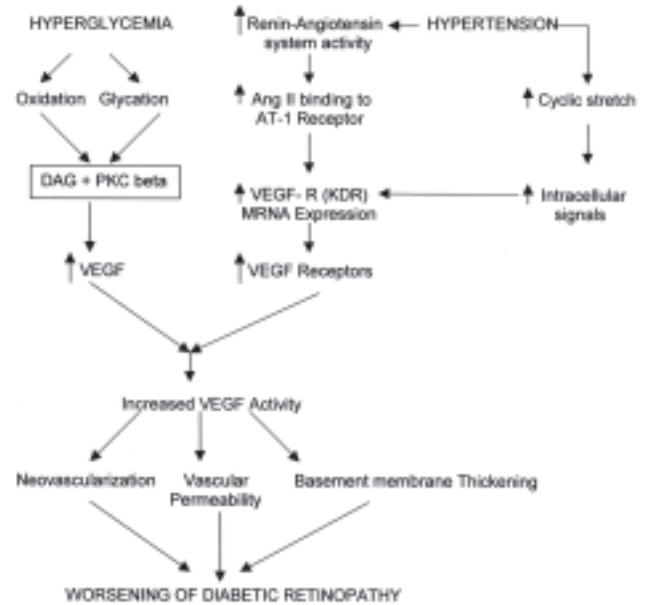 HYPERGLYCEMIA
Renin-Angiotensin
system activity
HYPERTENSION
Oxidation
Glycation
Ang II binding to
AT-1 Receptor
Cyclic stretch
DAG + PKC beta
VEGF- R (KDR)
MRNA Expression
Intracellular
signals
VEGF
VEGF Receptors
Increased VEGF Activity
Neovascularization
Vascular
Permeability
Basement membrane Thickening
WORSENING OF DIABETIC RETINOPATHY